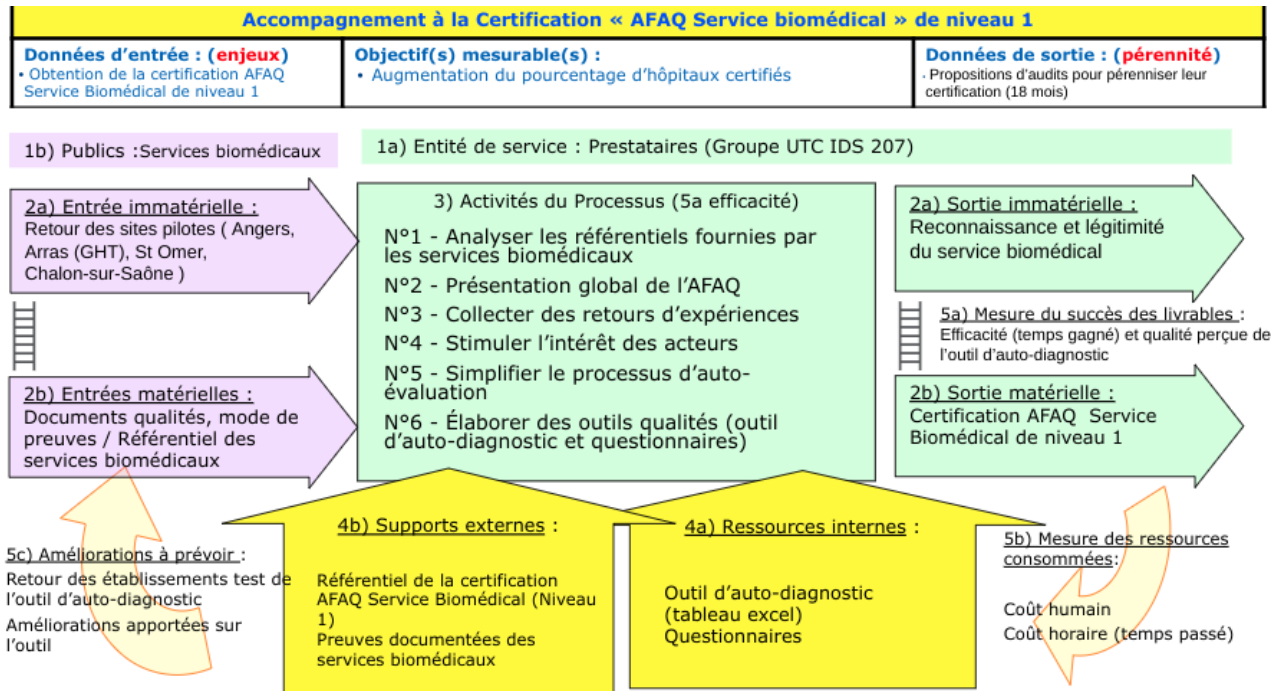 Accompagnement à la Certification « AFAQ Service biomédical » de niveau 1
Données d'entrée : (enjeux)
• Obtention de la certification AFAQ
Service Biomédical de niveau 1
Objectif(s) mesurable(s) :
• Augmentation du pourcentage d'hôpitaux certifiés
Données de sortie : (pérennité)
• Propositions d'audits pour pérenniser leur
certification (18 mois)
1b) Publics :Services biomédicaux
1a) Entité de service : Prestataires (Groupe UTC IDS 207)
2a) Entrée immatérielle :
Retour des sites pilotes ( Angers,
Arras (GHT), St Omer,
Chalon-sur-Saône )
3) Activités du Processus (5a efficacité)
N°1 - Analyser les référentiels fournies par
les services biomédicaux
N°2 - Présentation global de l'AFAQ
N°3 - Collecter des retours d'expériences
N°4 - Stimuler l'intérêt des acteurs
N°5 - Simplifier le processus d'auto-
évaluation
N°6 - Élaborer des outils qualités (outil
d'auto-diagnostic et questionnaires)
2a) Sortie immatérielle :
Reconnaissance et légitimité
du service biomédical
5a) Mesure du succès des livrables :
Efficacité (temps gagné) et qualité perçue de
l'outil d'auto-diagnostic
2b) Entrées matérielles :
Documents qualités, mode de
preuves / Référentiel des
services biomédicaux
2b) Sortie matérielle :
Certification AFAQ Service
Biomédical de niveau 1
5c) Améliorations à prévoir :
Retour des établissements test de
l'outil d'auto-diagnostic
Améliorations apportées sur
l'outil
4b) Supports externes :
Référentiel de la certification
AFAQ Service Biomédical (Niveau
1)
Preuves documentées des
services biomédicaux
4a) Ressources internes :
Outil d'auto-diagnostic
(tableau excel)
Questionnaires
5b) Mesure des ressources
consommées:
Coût humain
Coût horaire (temps passé)